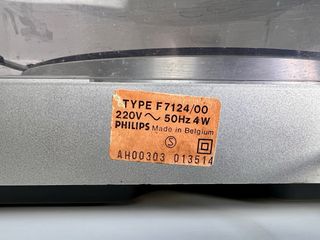 TYPE F7124/00
220V ~ 50Hz 4W
PHILIPS Made in Belgium
S
AH00303 013514